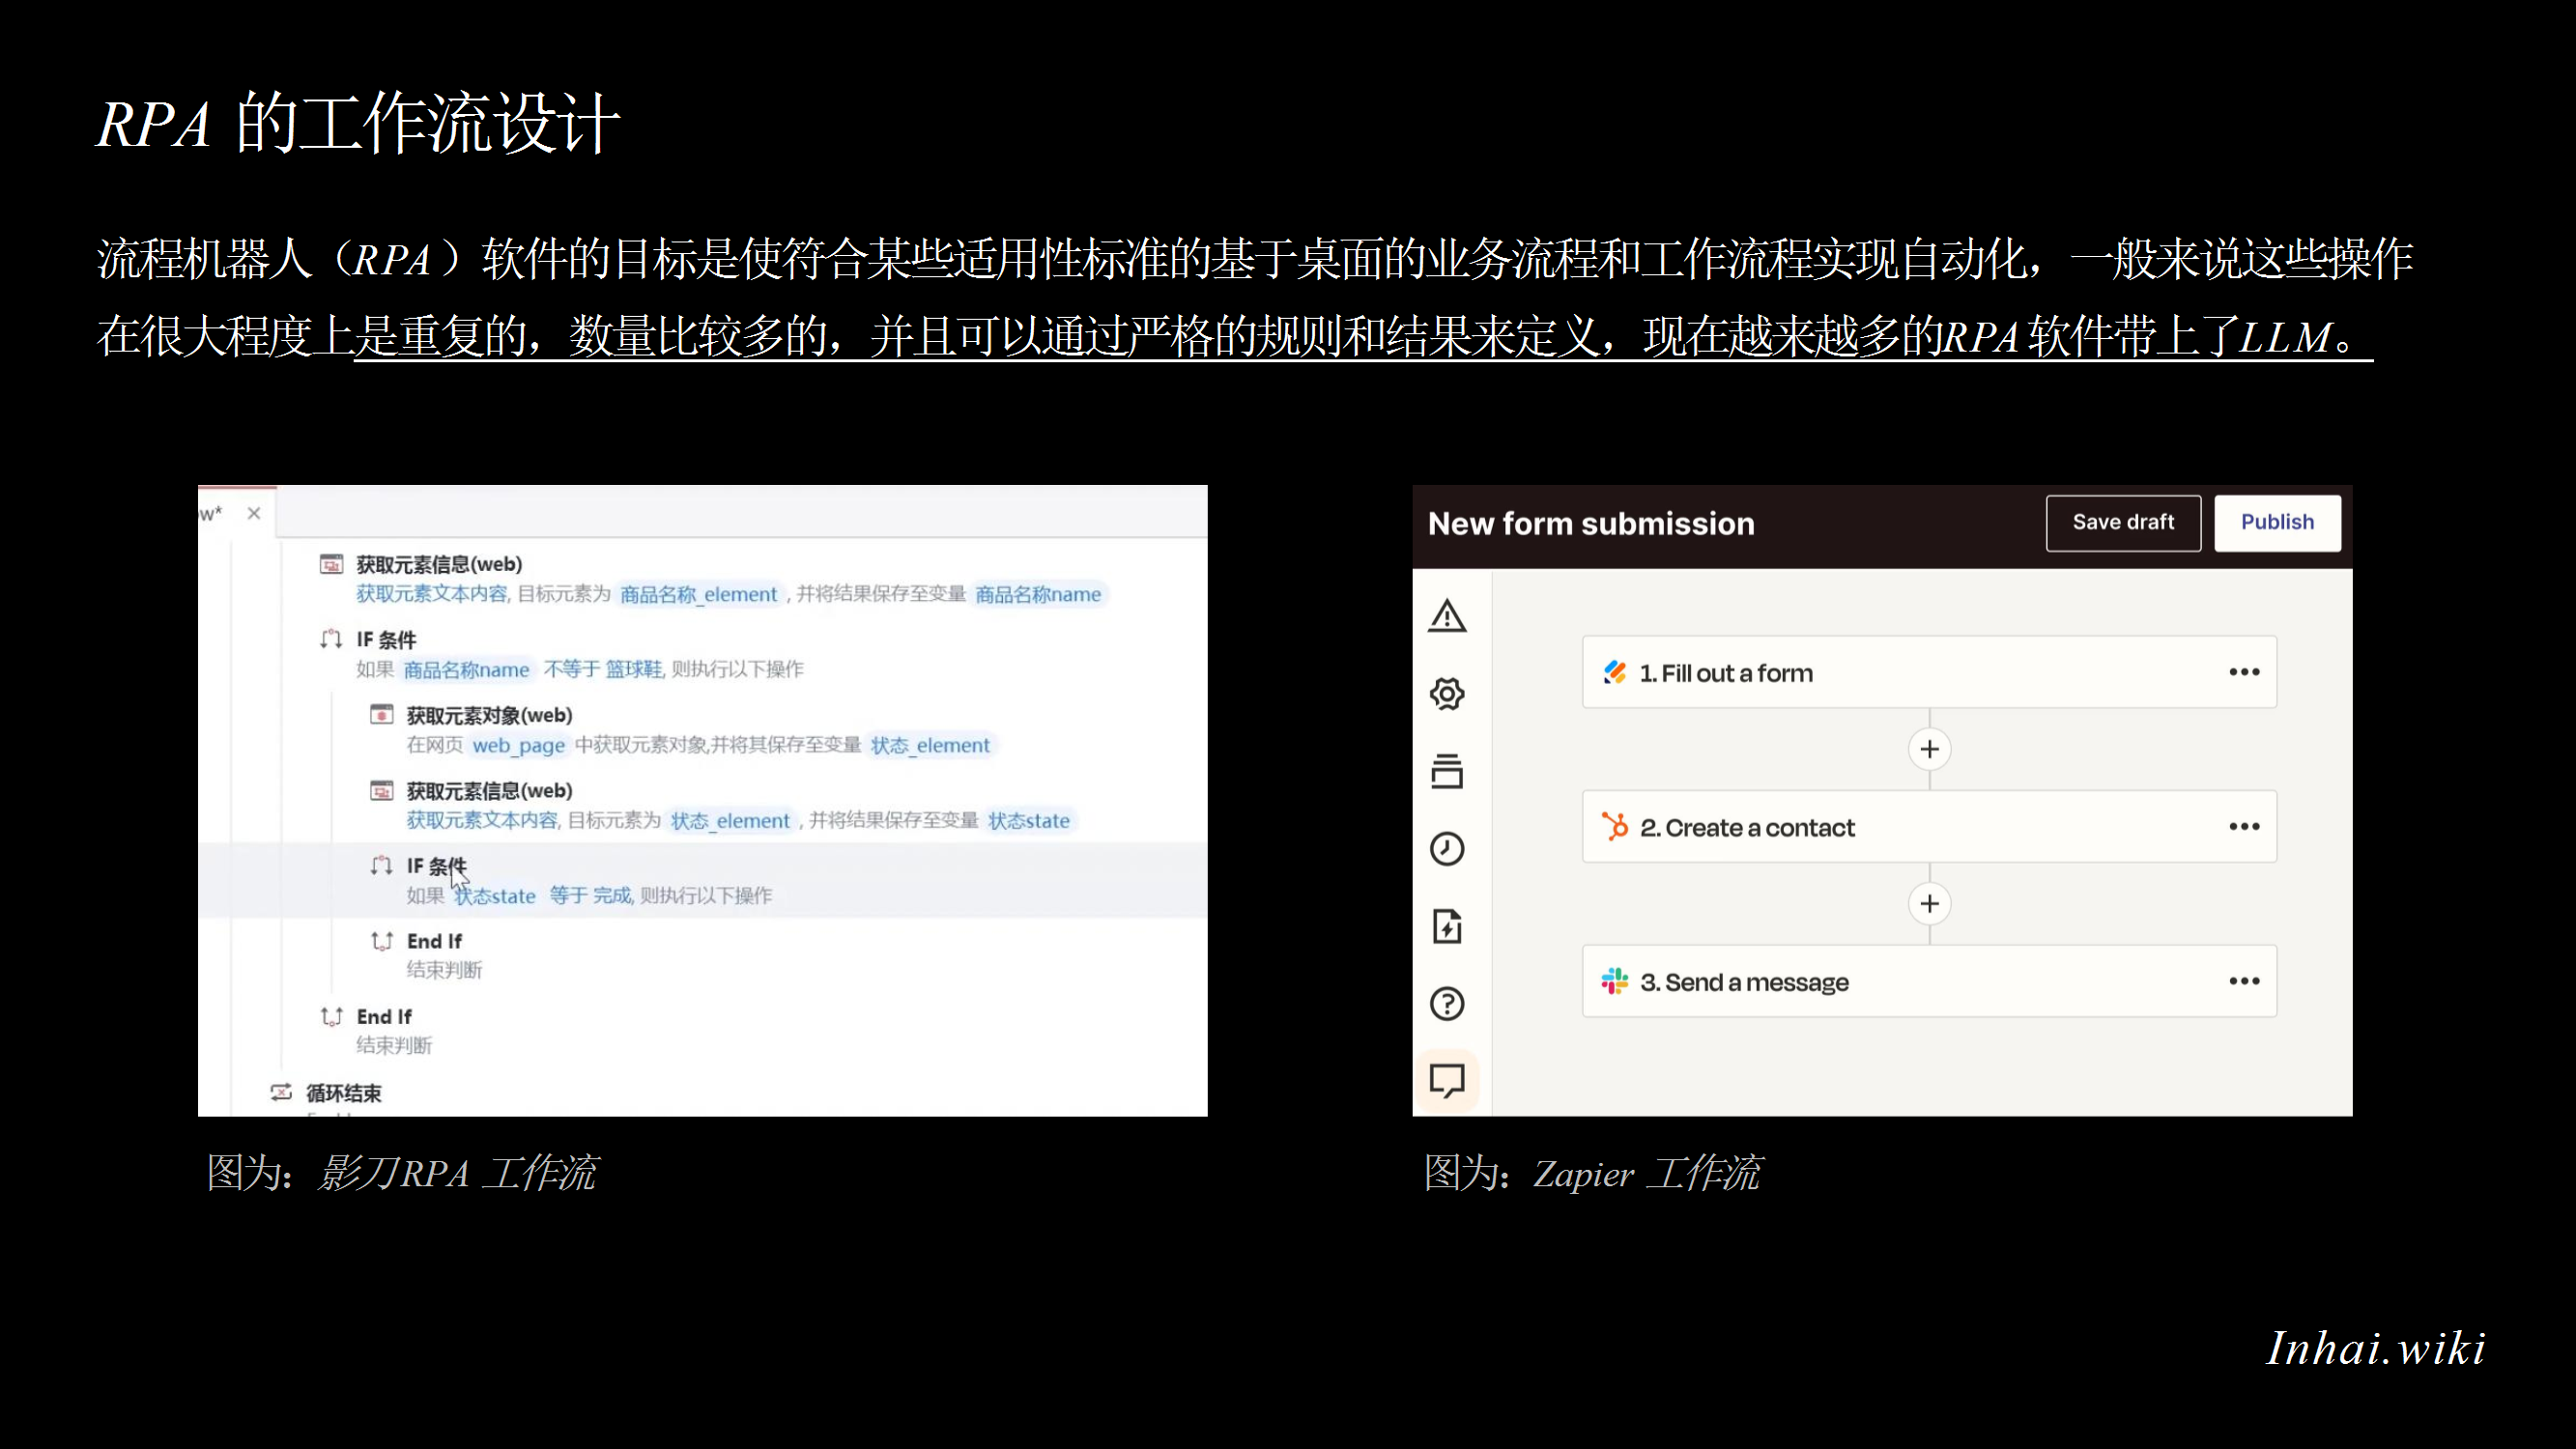 RPA 的工作流设计
流程机器人（RPA）软件的目标是使符合某些适用性标准的基于桌面的业务流程和工作流程实现自动化，一般来说这些操作
在很大程度上是重复的，数量比较多的，并且可以通过严格的规则和结果来定义，现在越来越多的RPA 软件带上了LLM。
ow*
获取元素信息(web)
获取元素文本内容, 目标元素为 商品名称_element , 并将结果保存至变量 商品名称name
IF 条件
如果 商品名称name 不等于 篮球鞋, 则执行以下操作
获取元素对象(web)
在网页 web_page 中获取元素对象,并将其保存至变量 状态_element
获取元素信息(web)
获取元素文本内容, 目标元素为 状态_element , 并将结果保存至变量 状态state
IF 条件
如果 状态state 等于 完成, 则执行以下操作
End If
结束判断
End If
结束判断
循环结束
图为：影刀RPA 工作流
New form submission
Save draft
Publish
1. Fill out a form
2. Create a contact
3. Send a message
图为：Zapier 工作流
Inhai.wiki